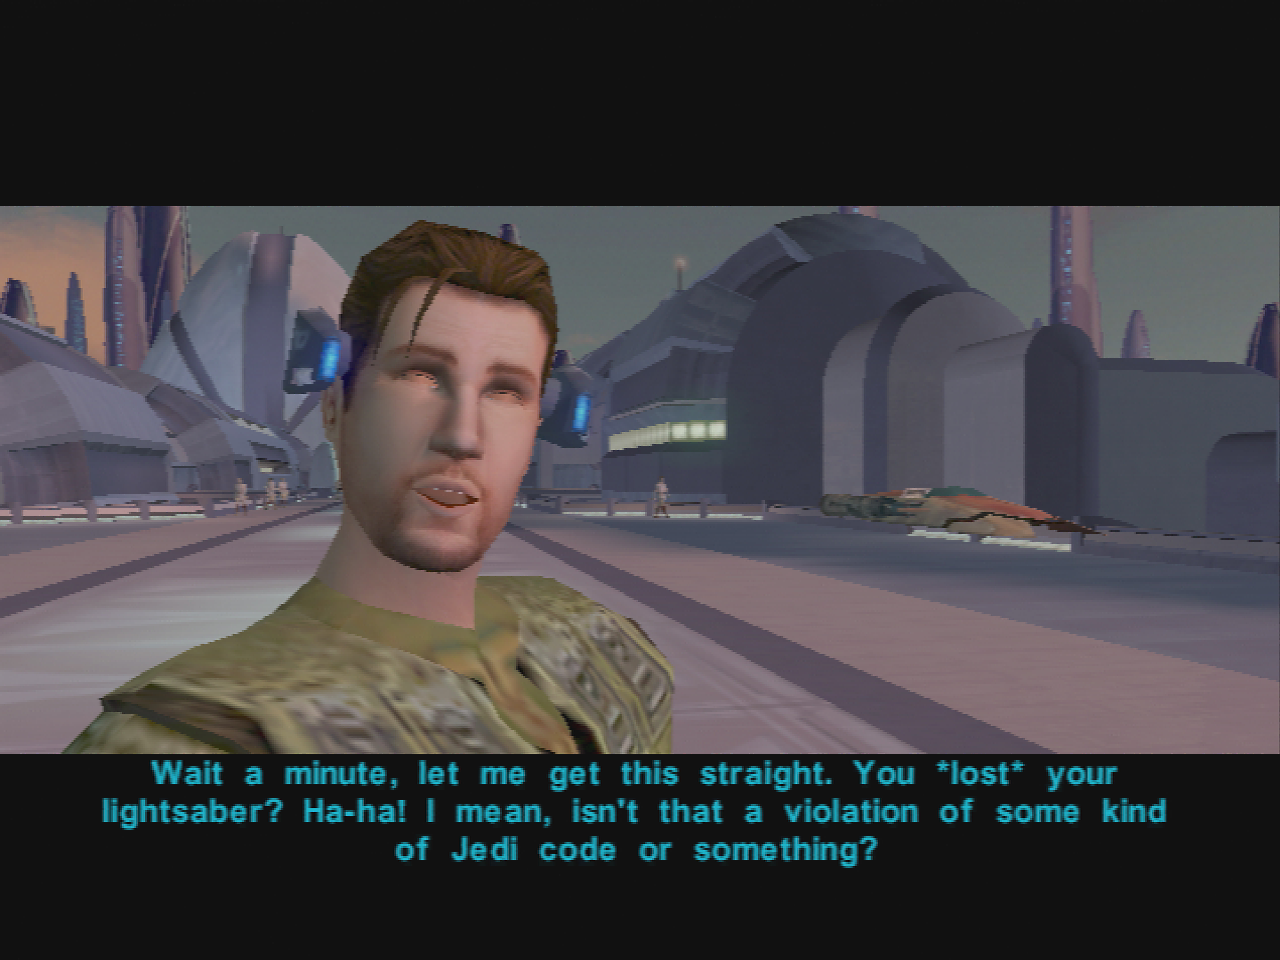 Wait a minute, let me get this straight. You *lost* your
lightsaber? Ha-ha! I mean, isn't that a violation of some kind
of Jedi code or something?